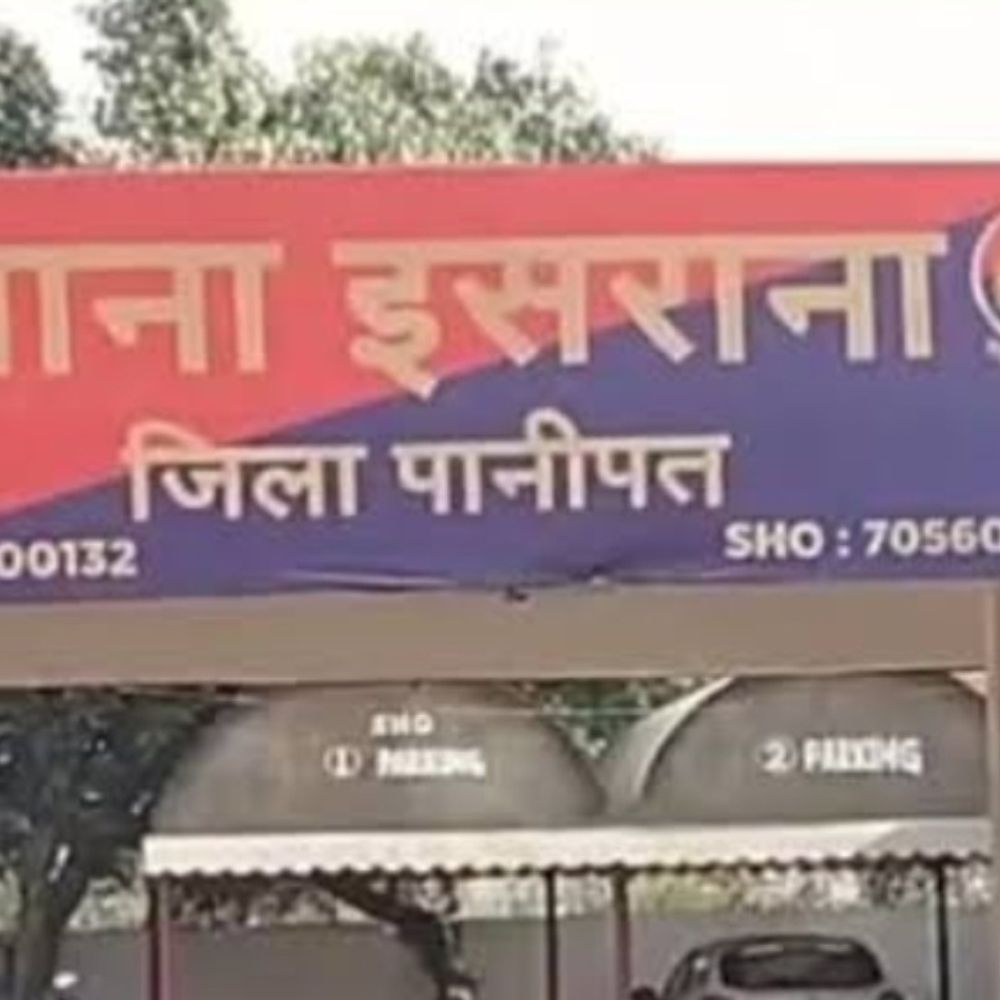 इसराना
जिला पानीपत
00132
SHO : 70560
SHO
① PARKING
② PARKING